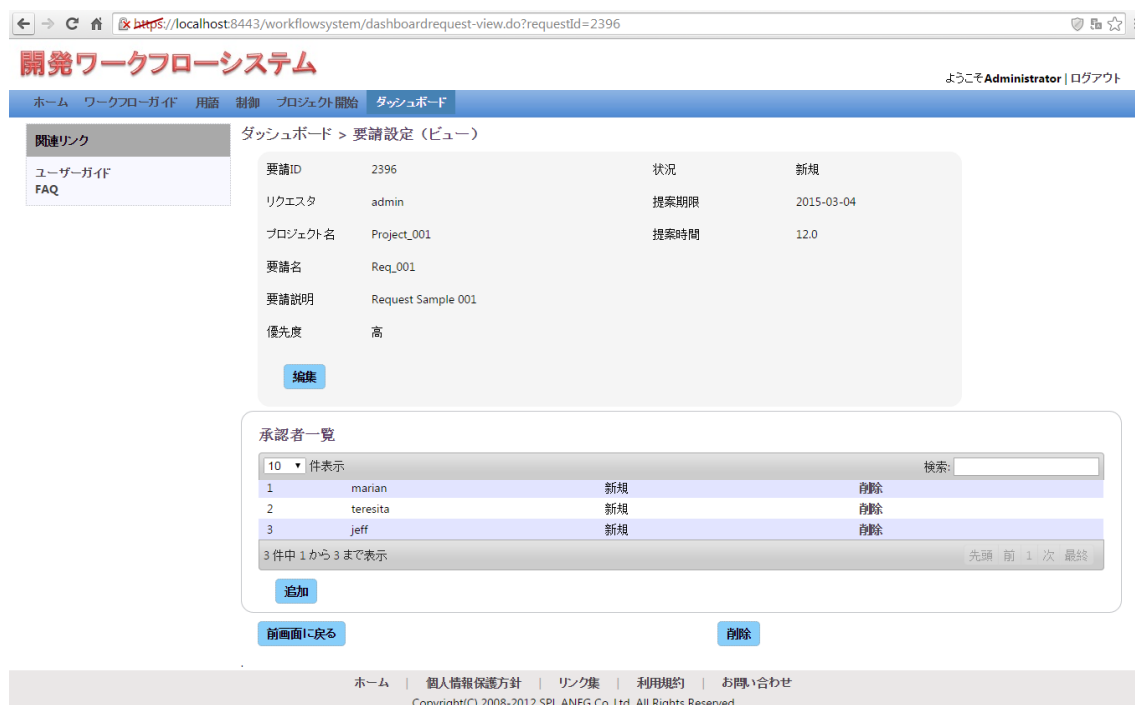 https://localhost:8443/workflowsystem/dashboardrequest-view.do?requestId=2396
開発ワークフローシステム
ようこそAdministrator | ログアウト
ホーム ワークフローガイド 用語 制御 プロジェクト開始 ダッシュボード
関連リンク
ユーザーガイド
FAQ
ダッシュボード > 要請設定（ビュー）
要請ID 2396 状況 新規
リクエスタ admin 提案期限 2015-03-04
プロジェクト名 Project_001 提案時間 12.0
要請名 Req_001
要請説明 Request Sample 001
優先度 高
編集
承認者一覧
10 件表示 検索:
1 marian 新規 削除
2 teresita 新規 削除
3 jeff 新規 削除
3 件中 1 から 3 まで表示 先頭 前 1 次 最終
追加
前画面に戻る 削除
ホーム | 個人情報保護方針 | リンク集 | 利用規約 | お問い合わせ
Copyright(C) 2008-2012 SPLANEG Co. Ltd. All Rights Reserved